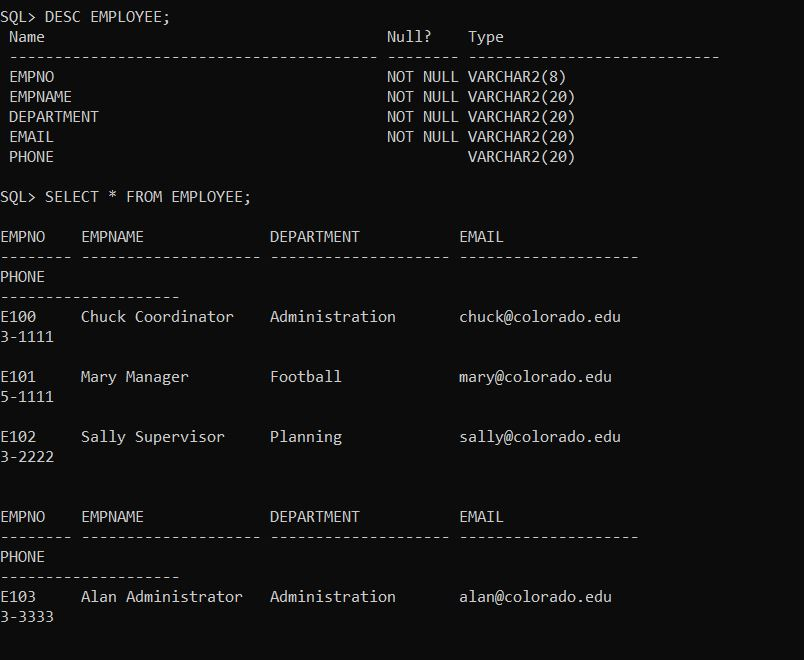 SQL> DESC EMPLOYEE;
 Name                                      Null?    Type
 ----------------------------------------- -------- ----------------------------
 EMPNO                                     NOT NULL VARCHAR2(8)
 EMPNAME                                   NOT NULL VARCHAR2(20)
 DEPARTMENT                                NOT NULL VARCHAR2(20)
 EMAIL                                     NOT NULL VARCHAR2(20)
 PHONE                                              VARCHAR2(20)

SQL> SELECT * FROM EMPLOYEE;

EMPNO    EMPNAME              DEPARTMENT           EMAIL
-------- -------------------- -------------------- --------------------
PHONE
--------------------
E100     Chuck Coordinator    Administration       chuck@colorado.edu
3-1111

E101     Mary Manager         Football             mary@colorado.edu
5-1111

E102     Sally Supervisor     Planning             sally@colorado.edu
3-2222


EMPNO    EMPNAME              DEPARTMENT           EMAIL
-------- -------------------- -------------------- --------------------
PHONE
--------------------
E103     Alan Administrator   Administration       alan@colorado.edu
3-3333